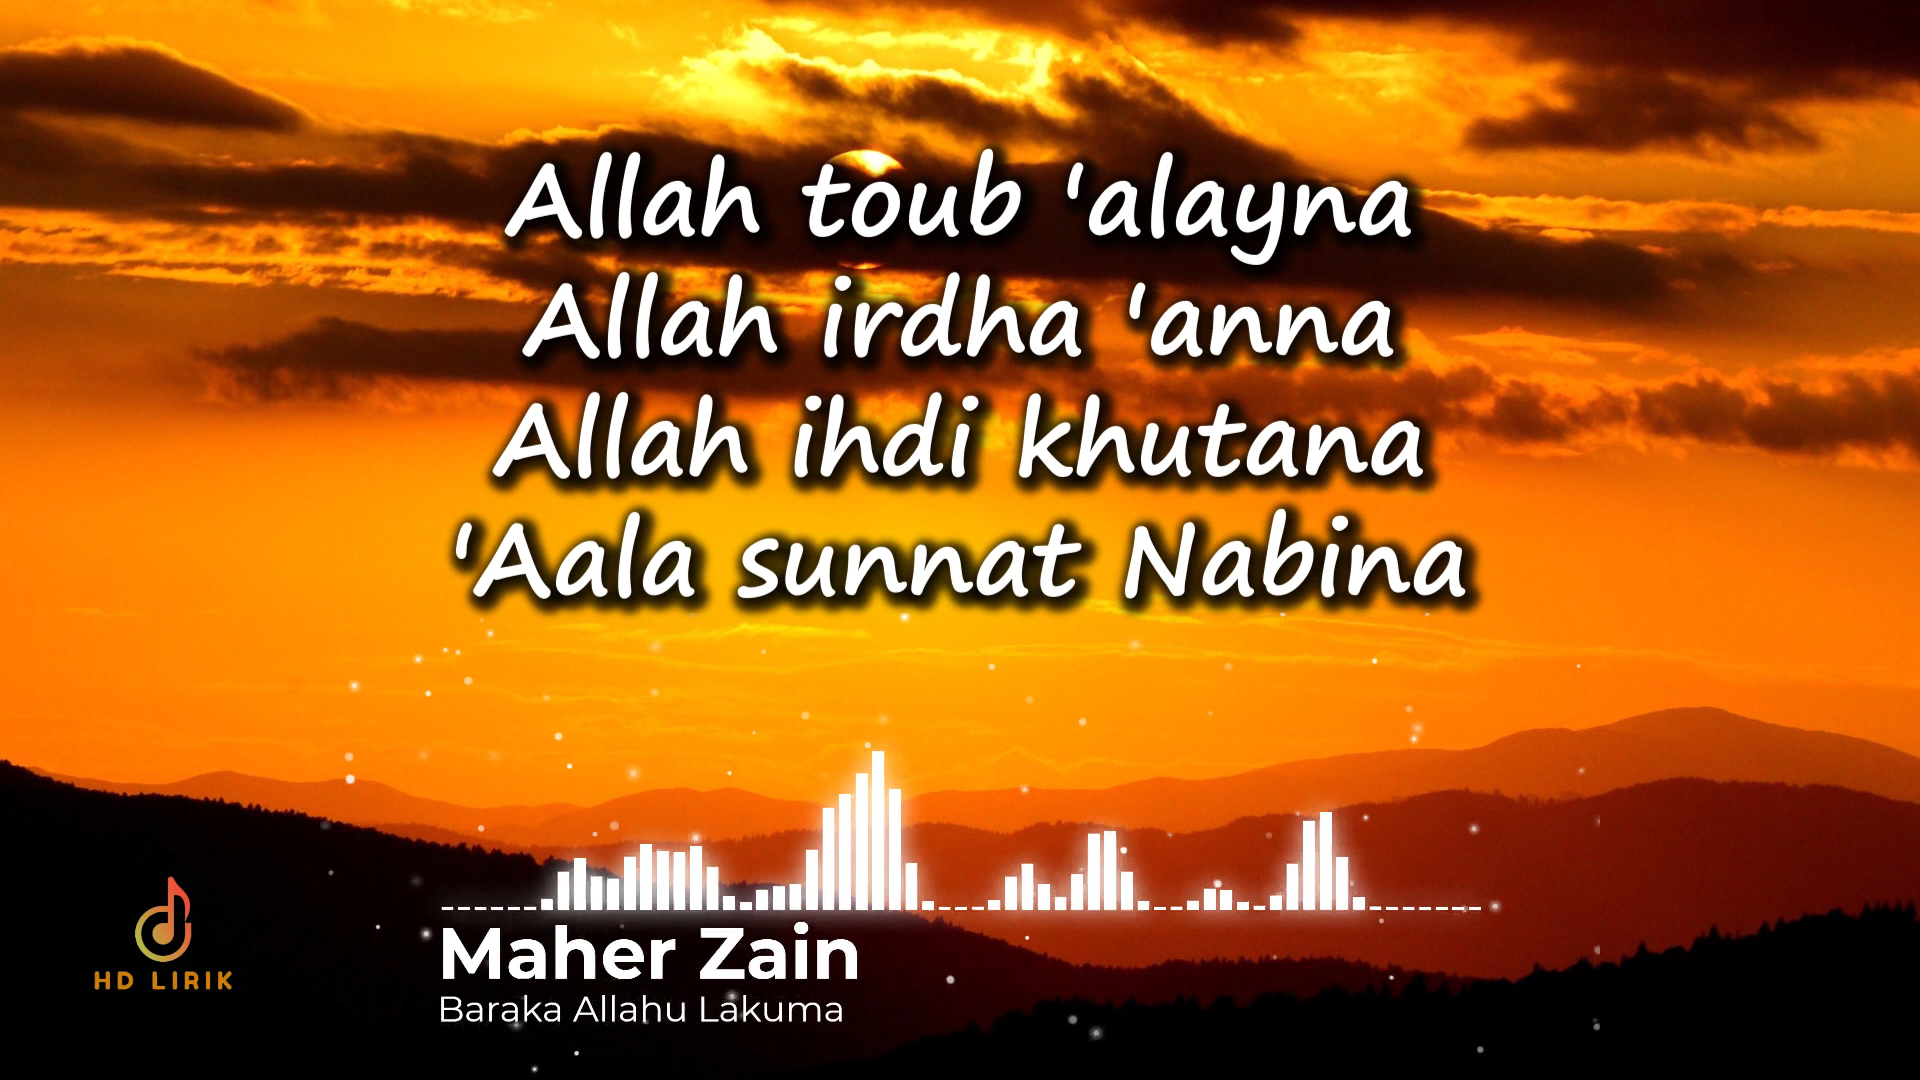 Allah toub 'alayna
Allah irdha 'anna
Allah ihdi khutana
'Aala sunnat Nabina
Maher Zain
Baraka Allahu Lakuma
HD LIRIK